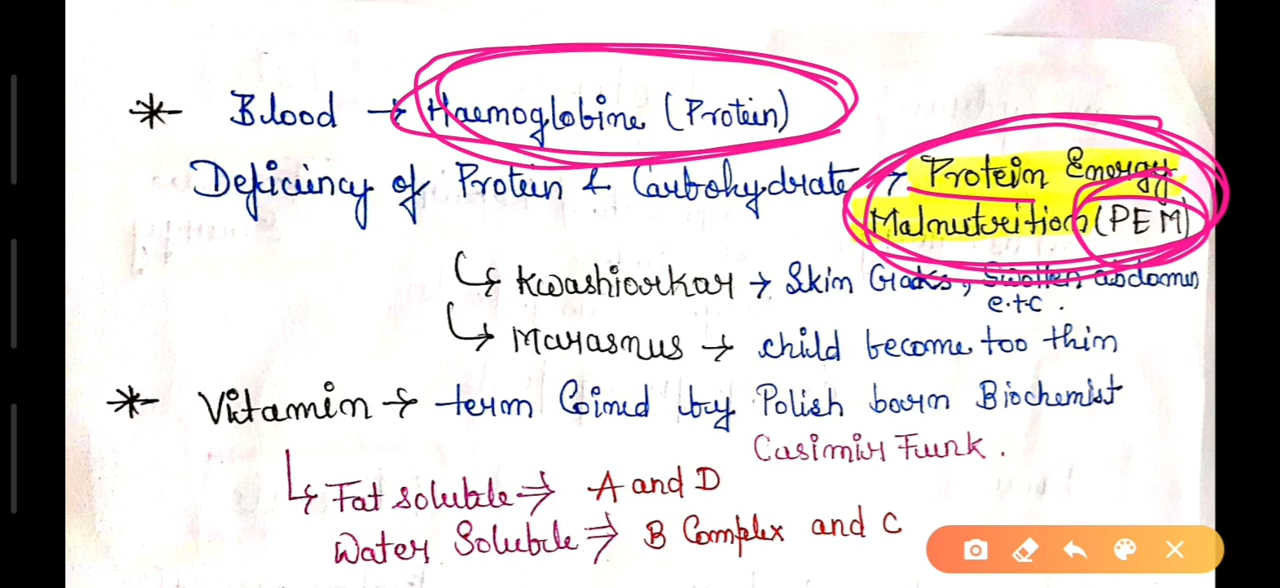 * Blood → Haemoglobine (Protein)
Deficiency of Protein & Carbohydrate → Protein Energy
Malnutrition (PEM)
↳ Kwashiorkar → Skin Cracks, Swollen abdomen
e.t.c.
↳ Marasmus → child become too thin
* Vitamin → term Coined by Polish born Biochemist
Casimir Funk.
↳ Fat soluble → A and D
Water Soluble → B Complex and C